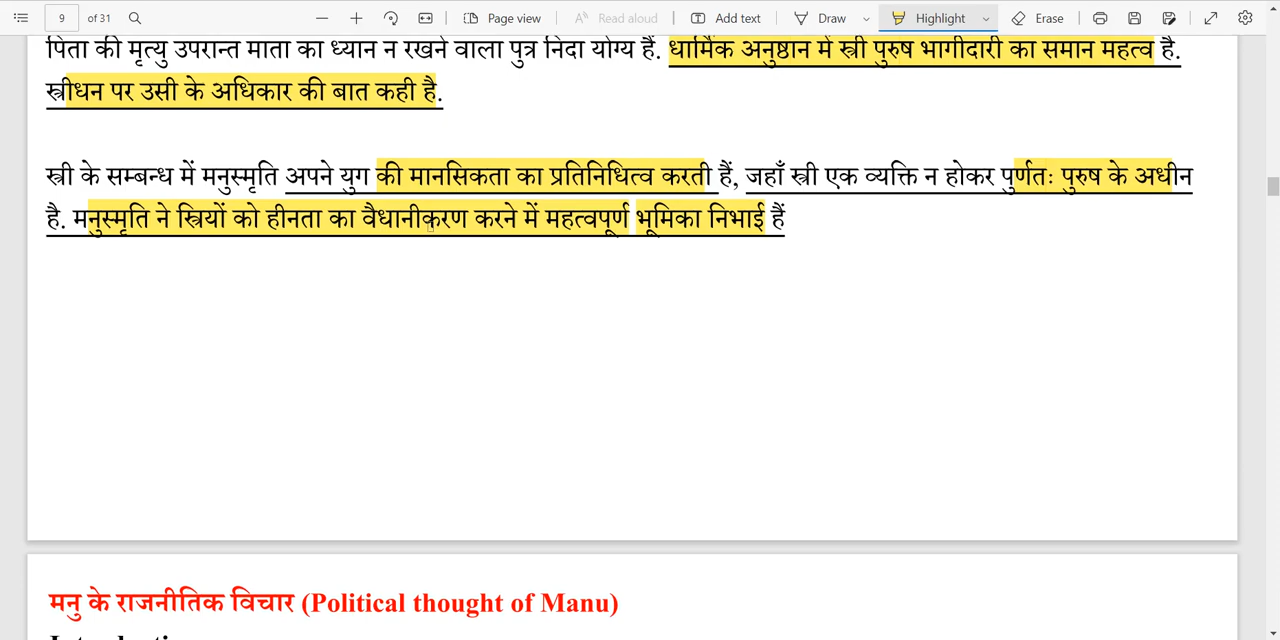 9 of 31 Page view Read aloud Add text Draw Highlight Erase
पिता की मृत्यु उपरान्त माता का ध्यान न रखने वाला पुत्र निंदा योग्य हैं. धार्मिक अनुष्ठान में स्त्री पुरुष भागीदारी का समान महत्व है.
स्त्रीधन पर उसी के अधिकार की बात कही है.
स्त्री के सम्बन्ध में मनुस्मृति अपने युग की मानसिकता का प्रतिनिधित्व करती हैं, जहाँ स्त्री एक व्यक्ति न होकर पुर्णतः पुरुष के अधीन
है. मनुस्मृति ने स्त्रियों को हीनता का वैधानीकरण करने में महत्वपूर्ण भूमिका निभाई हैं
मनु के राजनीतिक विचार (Political thought of Manu)